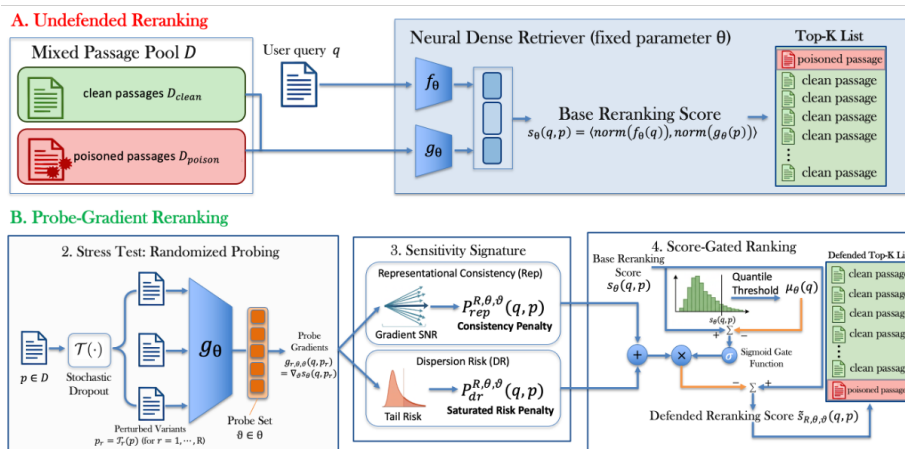 A. Undefended Reranking
Mixed Passage Pool D
clean passages D_clean
poisoned passages D_poison
User query q
Neural Dense Retriever (fixed parameter θ)
f_θ
g_θ
Base Reranking Score
s_θ(q, p) = ⟨norm(f_θ(q)), norm(g_θ(p))⟩
Top-K List
poisoned passage
clean passage
clean passage
clean passage
clean passage
⋮
clean passage
B. Probe-Gradient Reranking
2. Stress Test: Randomized Probing
p ∈ D
𝒯(·)
Stochastic
Dropout
Perturbed Variants
p_r = 𝒯_r(p) (for r = 1, ⋯, R)
g_θ
Probe Set
ϑ ∈ θ
Probe
Gradients
g_{r,θ,ϑ}(q, p_r)
= ∇_ϑ s_θ(q, p_r)
3. Sensitivity Signature
Representational Consistency (Rep)
Gradient SNR
P_{rep}^{R,θ,ϑ}(q, p)
Consistency Penalty
Dispersion Risk (DR)
Tail Risk
P_{dr}^{R,θ,ϑ}(q, p)
Saturated Risk Penalty
4. Score-Gated Ranking
Base Reranking
Score
s_θ(q, p)
s_θ(q, p)
Quantile
Threshold
μ_θ(q)
+ Σ −
+
×
σ
Sigmoid Gate
Function
− Σ +
Defended Reranking Score s̃_{R,θ,ϑ}(q, p)
Defended Top-K Li
clean passag
clean passag
clean passag
clean passag
⋮
clean passag
poisoned passag